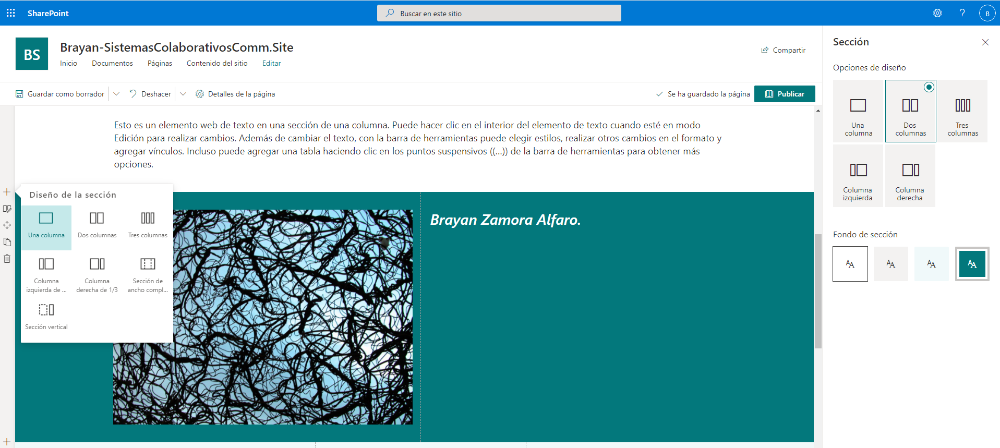 SharePoint
Buscar en este sitio
B
BS
Brayan-SistemasColaborativosComm.Site
Inicio
Documentos
Páginas
Contenido del sitio
Editar
Compartir
Guardar como borrador
Deshacer
Detalles de la página
Se ha guardado la página
Publicar
Esto es un elemento web de texto en una sección de una columna. Puede hacer clic en el interior del elemento de texto cuando esté en modo
Edición para realizar cambios. Además de cambiar el texto, con la barra de herramientas puede elegir estilos, realizar otros cambios en el formato y
agregar vínculos. Incluso puede agregar una tabla haciendo clic en los puntos suspensivos ((...)) de la barra de herramientas para obtener más
opciones.
Diseño de la sección
Una columna
Dos columnas
Tres columnas
Columna
izquierda de ...
Columna
derecha de 1/3
Sección de
ancho compl...
Sección vertical
Brayan Zamora Alfaro.
Sección
Opciones de diseño
Una
columna
Dos
columnas
Tres
columnas
Columna
izquierda
Columna
derecha
Fondo de sección
AA
AA
AA
AA